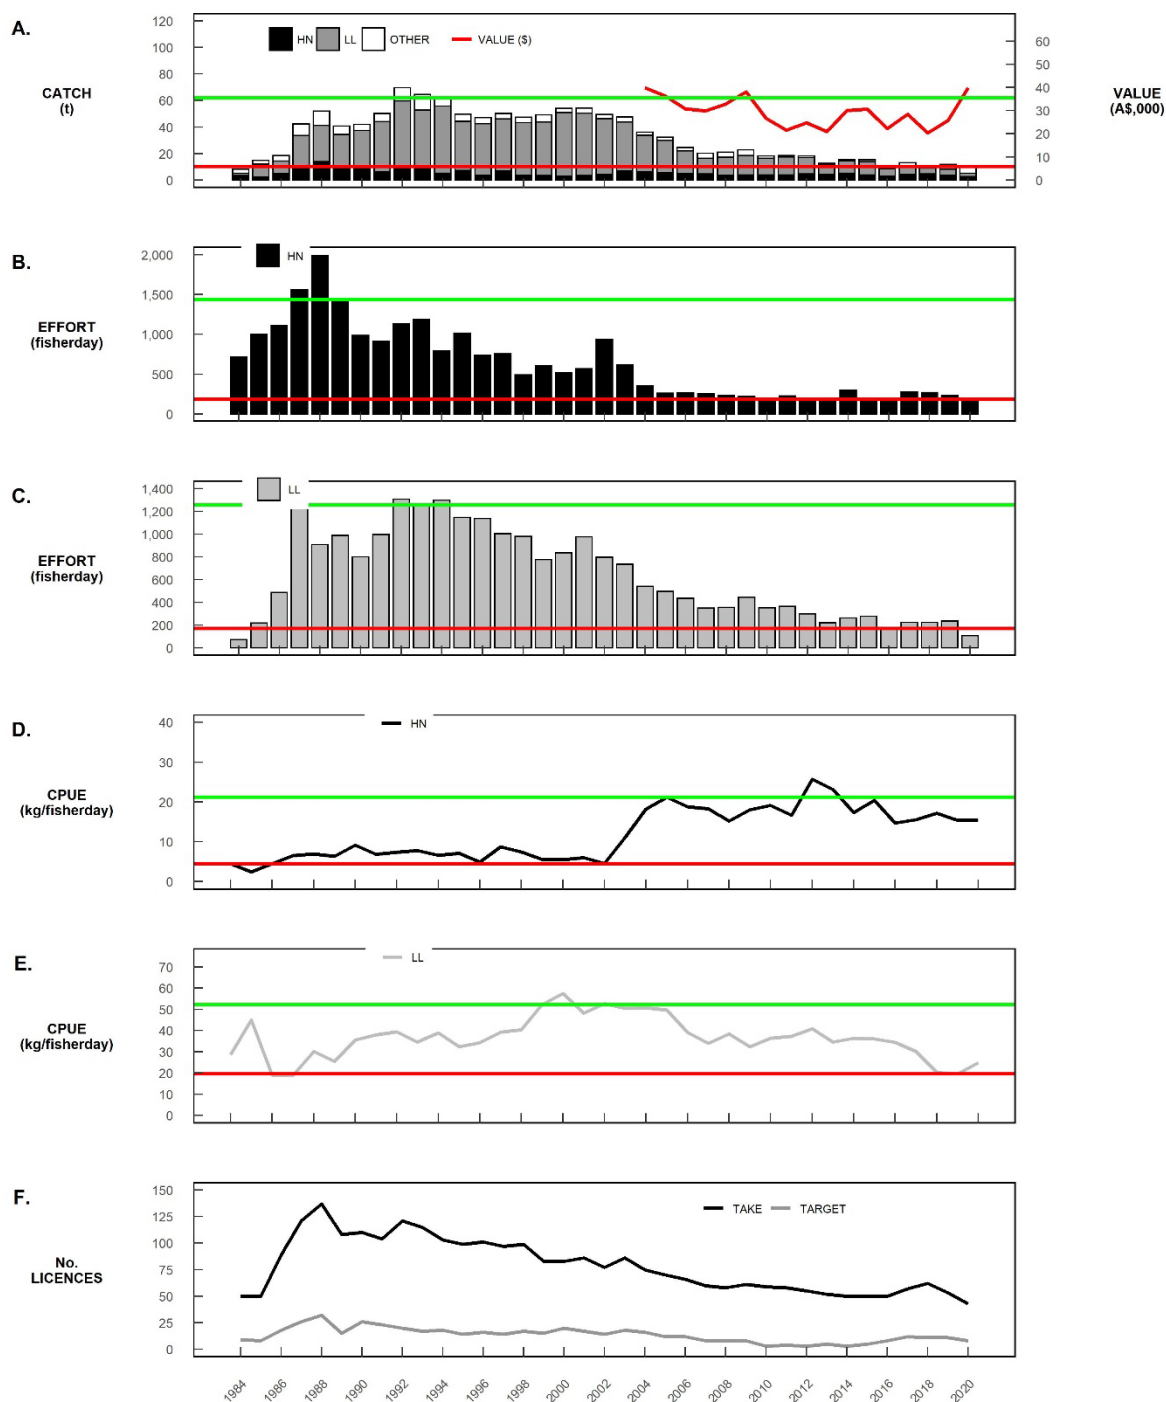 A.
CATCH
(t)
120
100
80
60
40
20
0
HN LL OTHER VALUE ($)
60
50
40
30
20
10
0
VALUE
(A$,000)
B.
EFFORT
(fisherday)
2,000
1,500
1,000
500
0
HN
C.
EFFORT
(fisherday)
1,400
1,200
1,000
800
600
400
200
0
LL
D.
CPUE
(kg/fisherday)
40
30
20
10
0
HN
E.
CPUE
(kg/fisherday)
70
60
50
40
30
20
10
0
LL
F.
No.
LICENCES
150
125
100
75
50
25
0
TAKE TARGET
1984 1986 1988 1990 1992 1994 1996 1998 2000 2002 2004 2006 2008 2010 2012 2014 2016 2018 2020